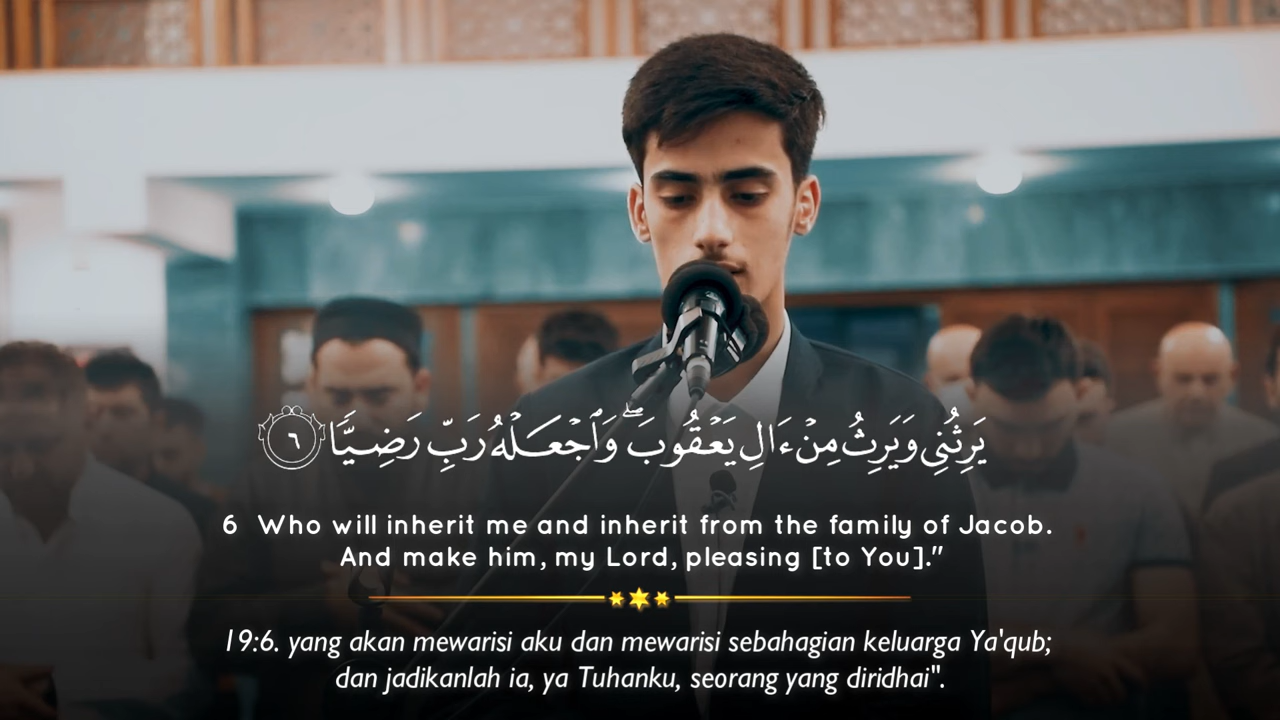 يَرِثُنِى وَيَرِثُ مِنْ ءَالِ يَعْقُوبَ ۖ وَٱجْعَلْهُ رَبِّ رَضِيًّا ٦
6 Who will inherit me and inherit from the family of Jacob.
And make him, my Lord, pleasing [to You]."
19:6. yang akan mewarisi aku dan mewarisi sebahagian keluarga Ya'qub;
dan jadikanlah ia, ya Tuhanku, seorang yang diridhai".